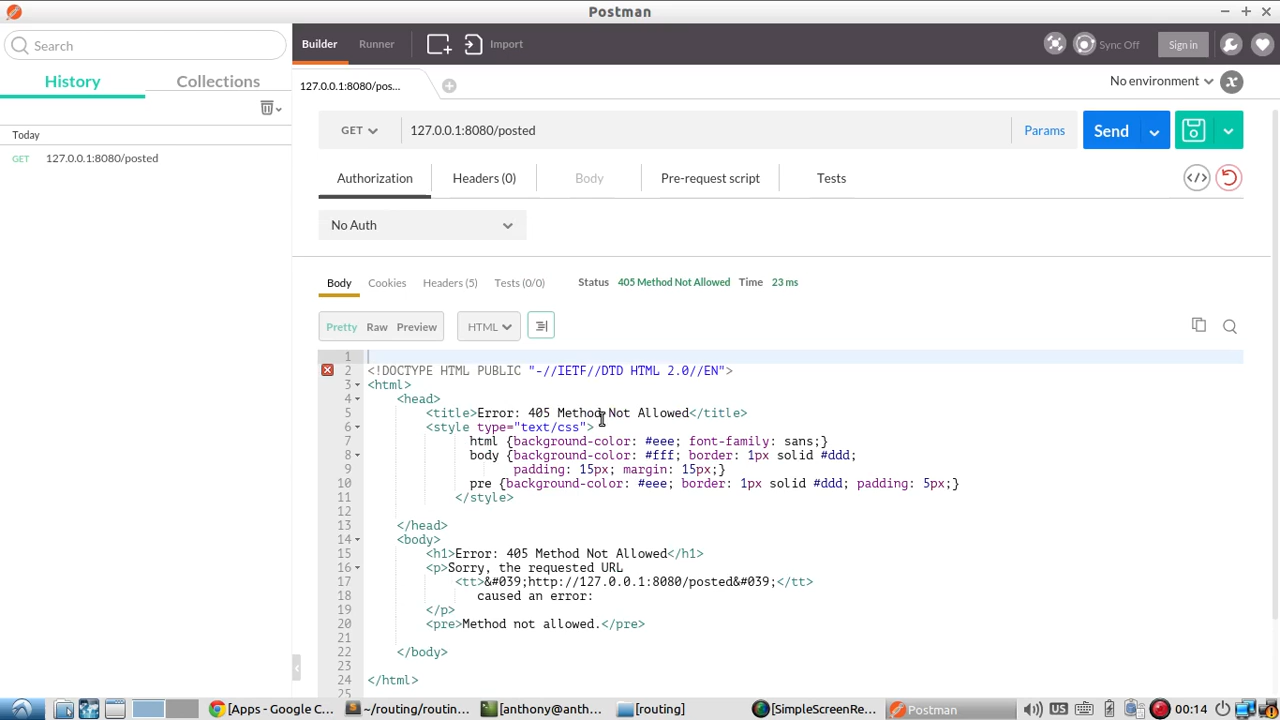 Postman
Search
Builder
Runner
Import
Sync Off
Sign in
History
Collections
127.0.0.1:8080/pos...
No environment
Today
GET
127.0.0.1:8080/posted
Params
Send
GET 127.0.0.1:8080/posted
Authorization
Headers (0)
Body
Pre-request script
Tests
No Auth
Body
Cookies
Headers (5)
Tests (0/0)
Status 405 Method Not Allowed Time 23 ms
Pretty Raw Preview
HTML
1
2 <!DOCTYPE HTML PUBLIC "-//IETF//DTD HTML 2.0//EN">
3 <html>
4 <head>
5 <title>Error: 405 Method Not Allowed</title>
6 <style type="text/css">
7 html {background-color: #eee; font-family: sans;}
8 body {background-color: #fff; border: 1px solid #ddd;
9 padding: 15px; margin: 15px;}
10 pre {background-color: #eee; border: 1px solid #ddd; padding: 5px;}
11 </style>
12
13 </head>
14 <body>
15 <h1>Error: 405 Method Not Allowed</h1>
16 <p>Sorry, the requested URL
17 <tt>&#039;http://127.0.0.1:8080/posted&#039;</tt>
18 caused an error:
19 </p>
20 <pre>Method not allowed.</pre>
21
22 </body>
23
24 </html>
25
[Apps - Google C...
~/routing/routin...
[anthony@anth...
[routing]
[SimpleScreenRe...
Postman
US
00:14